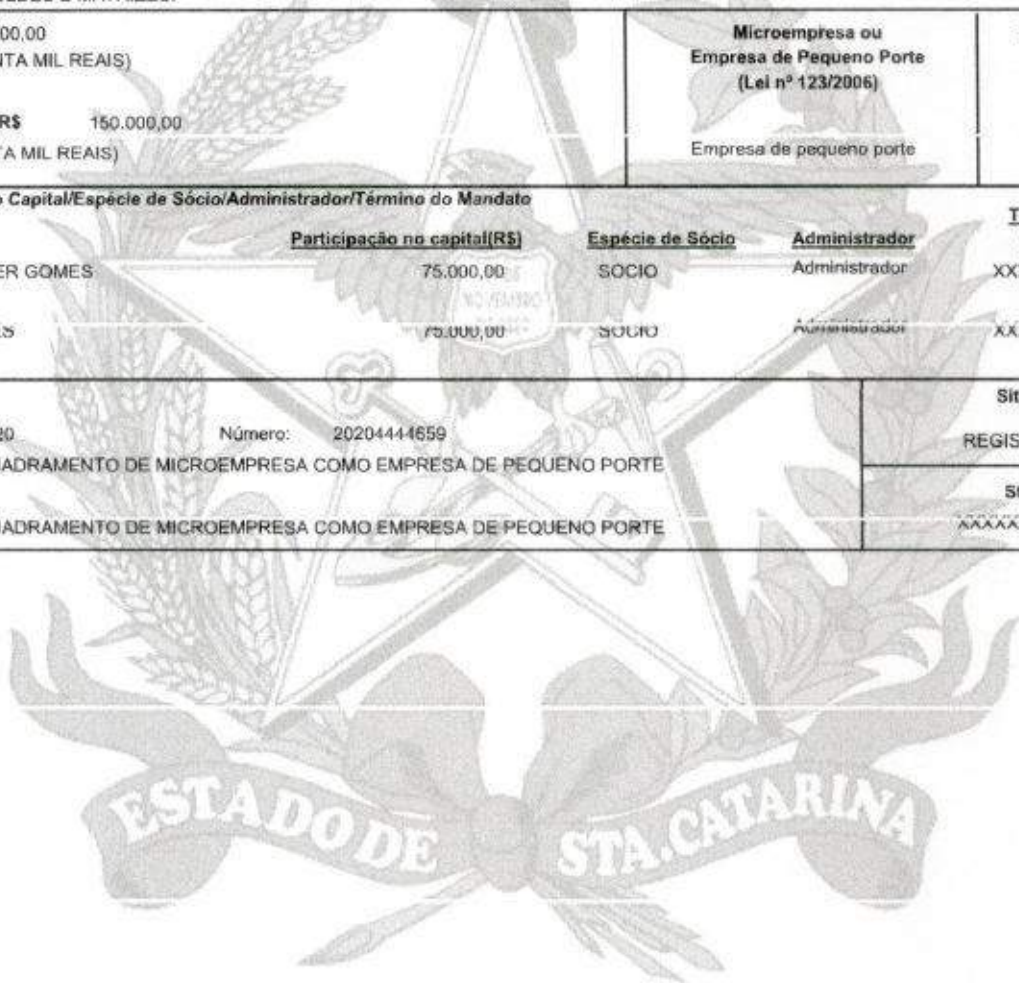 00,00
NTA MIL REAIS)
R$ 150.000,00
TA MIL REAIS)
Microempresa ou
Empresa de Pequeno Porte
(Lei nº 123/2006)
Empresa de pequeno porte
o Capital/Espécie de Sócio/Administrador/Término do Mandato
Participação no capital(R$) Espécie de Sócio Administrador T
ER GOMES 75.000,00 SOCIO Administrador XX
ES 75.000,00 SOCIO Administrador XX
20 Número: 20204444659
ADRAMENTO DE MICROEMPRESA COMO EMPRESA DE PEQUENO PORTE
ADRAMENTO DE MICROEMPRESA COMO EMPRESA DE PEQUENO PORTE
Sit
REGIS
St
XXXXX
ESTADO DE STA.CATARINA